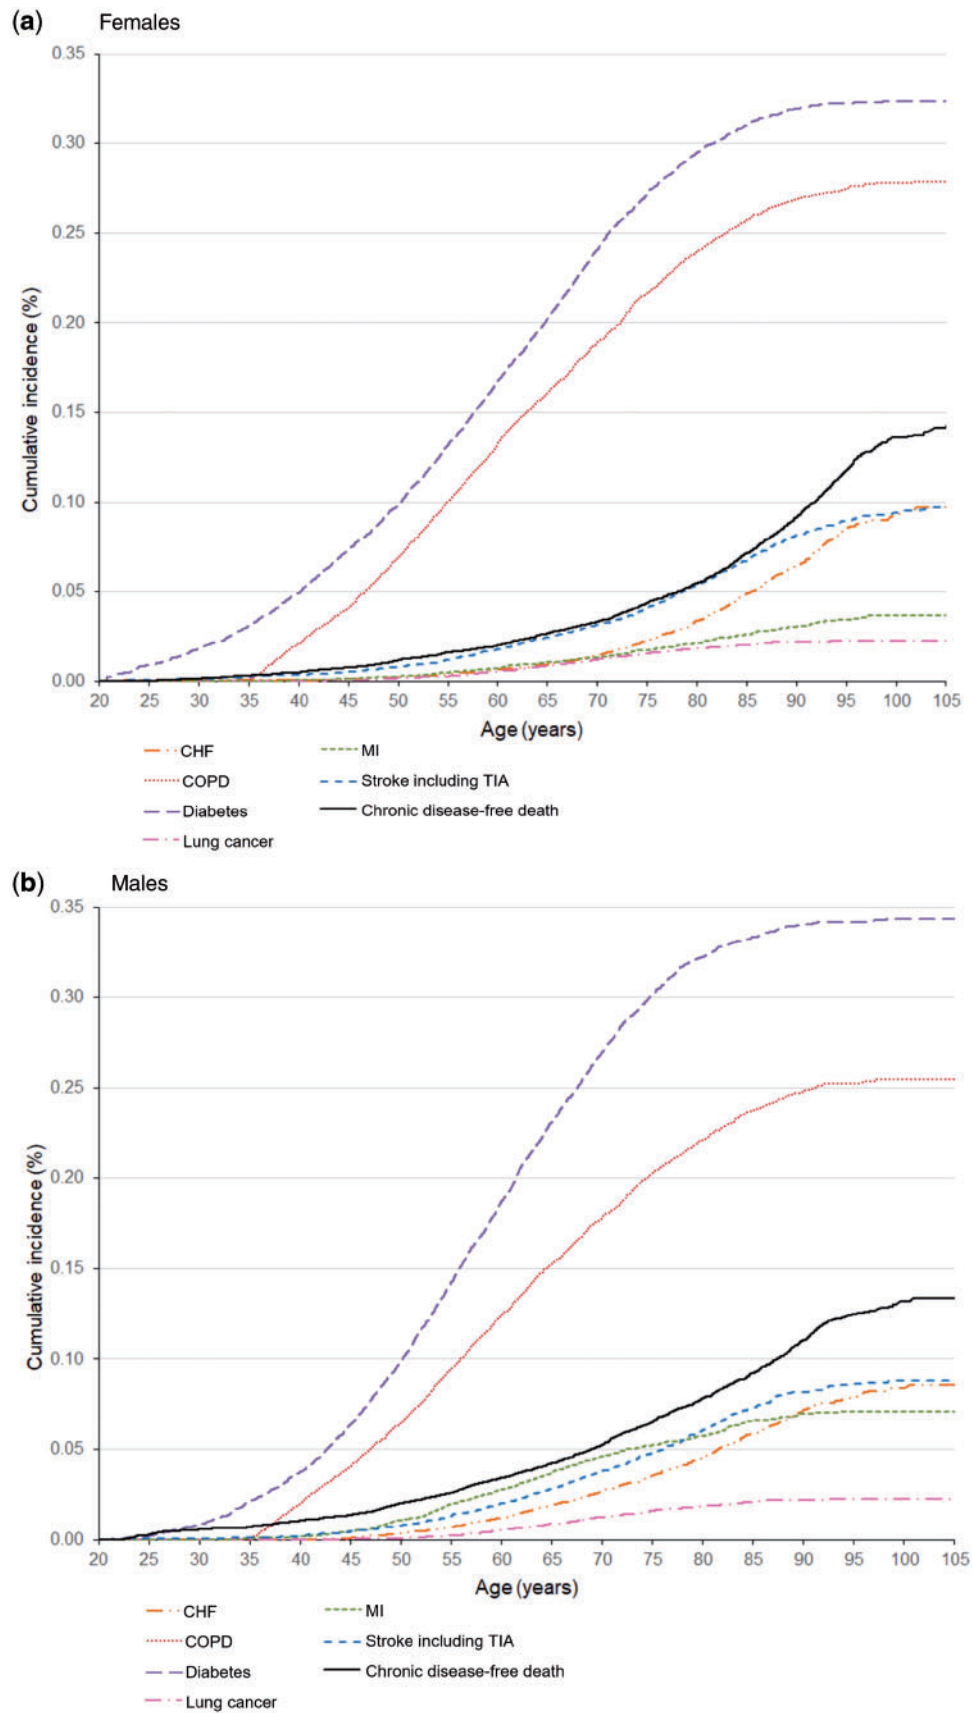 (a) Females
0.35
0.30
0.25
0.20
0.15
0.10
0.05
0.00
Cumulative incidence (%)
20 25 30 35 40 45 50 55 60 65 70 75 80 85 90 95 100 105
Age (years)
CHF MI
COPD Stroke including TIA
Diabetes Chronic disease-free death
Lung cancer
(b) Males
0.35
0.30
0.25
0.20
0.15
0.10
0.05
0.00
Cumulative incidence (%)
20 25 30 35 40 45 50 55 60 65 70 75 80 85 90 95 100 105
Age (years)
CHF MI
COPD Stroke including TIA
Diabetes Chronic disease-free death
Lung cancer